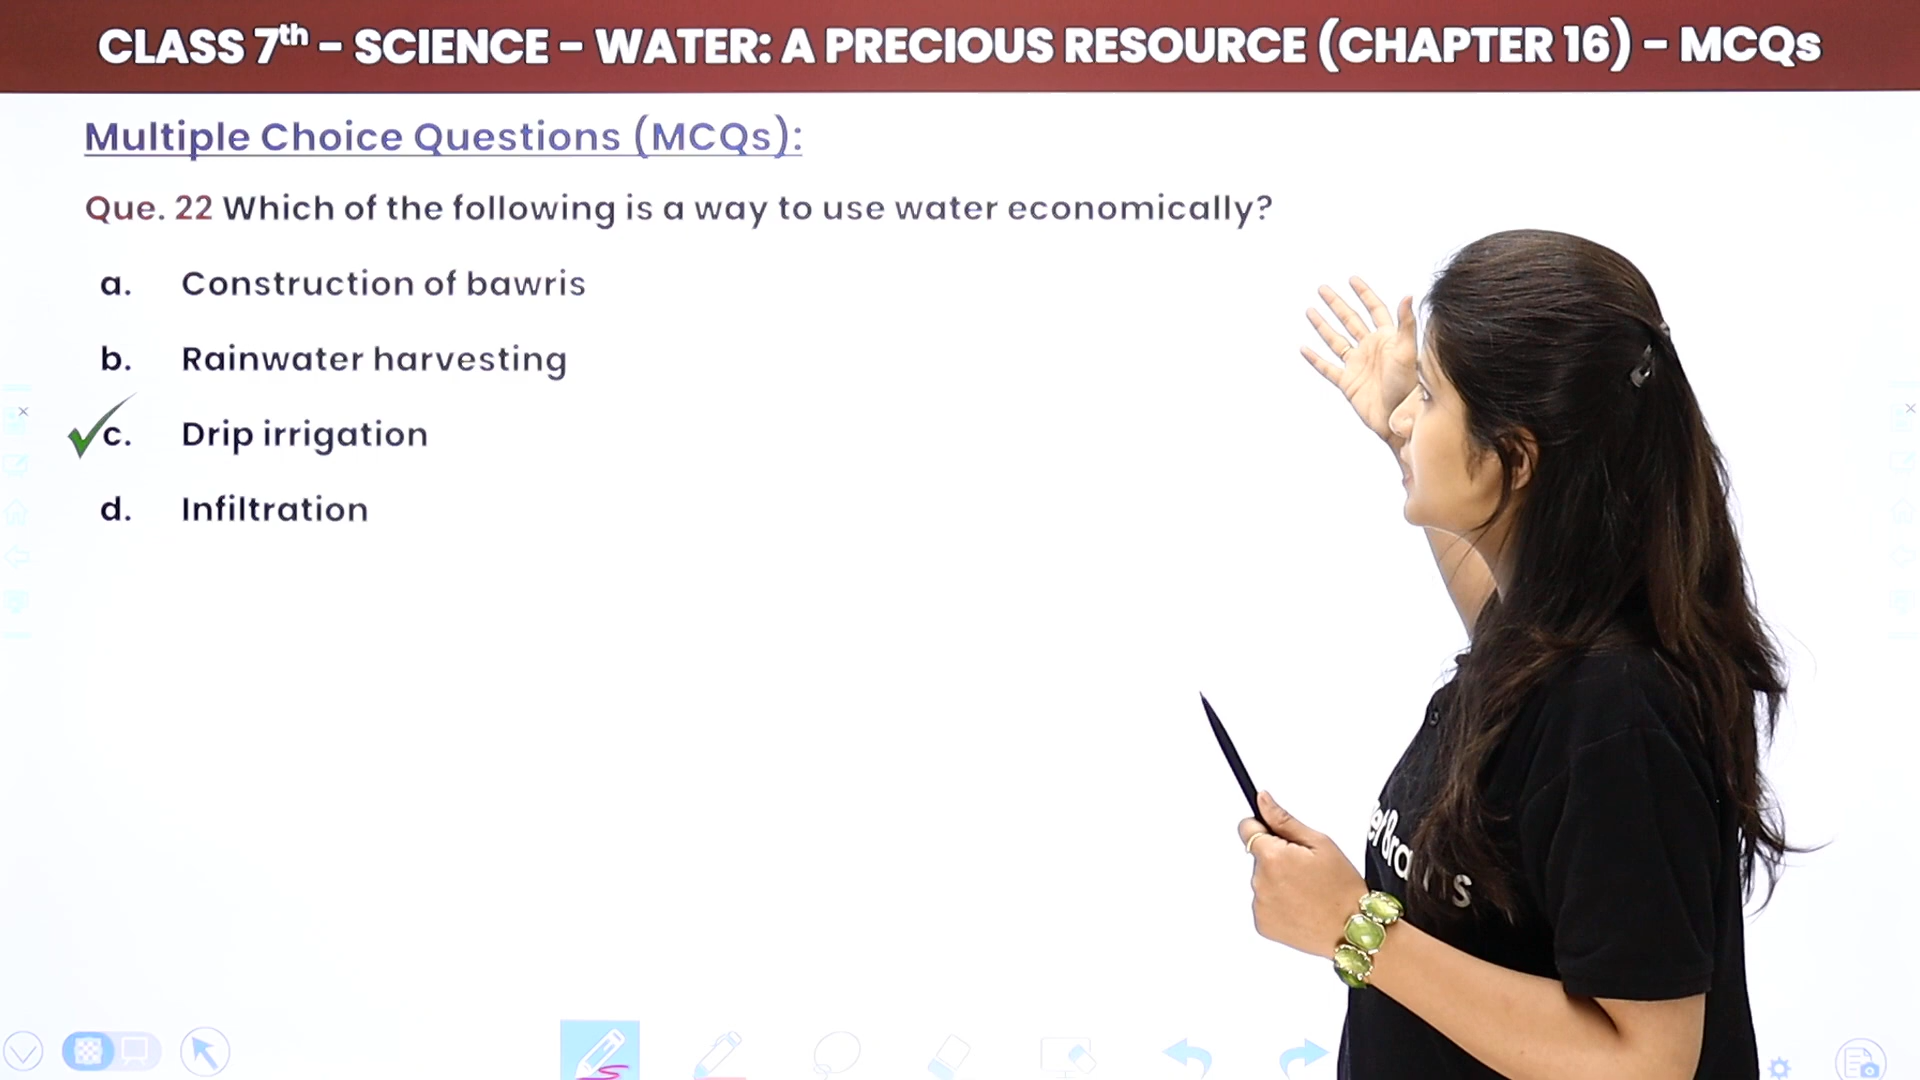 CLASS 7th – SCIENCE – WATER: A PRECIOUS RESOURCE (CHAPTER 16) – MCQs
Multiple Choice Questions (MCQs):
Que. 22 Which of the following is a way to use water economically?
a. Construction of bawris
b. Rainwater harvesting
c. Drip irrigation
d. Infiltration